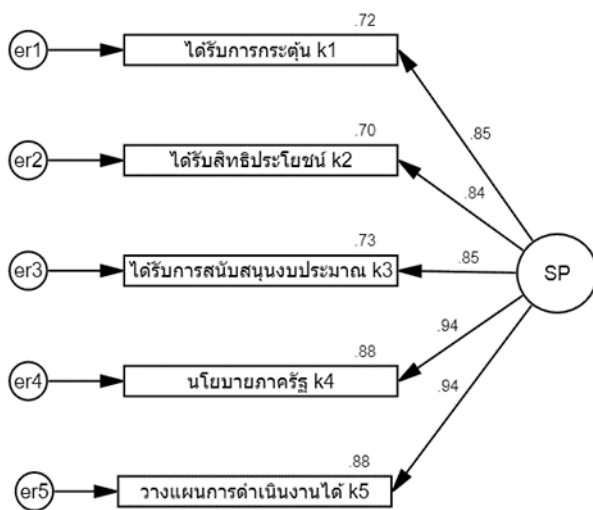 .72
er1
ได้รับการกระตุ้น k1
.85
.70
er2
ได้รับสิทธิประโยชน์ k2
.84
.73
er3
ได้รับการสนับสนุนงบประมาณ k3
.85
SP
.88
er4
นโยบายภาครัฐ k4
.94
.88
er5
วางแผนการดำเนินงานได้ k5
.94